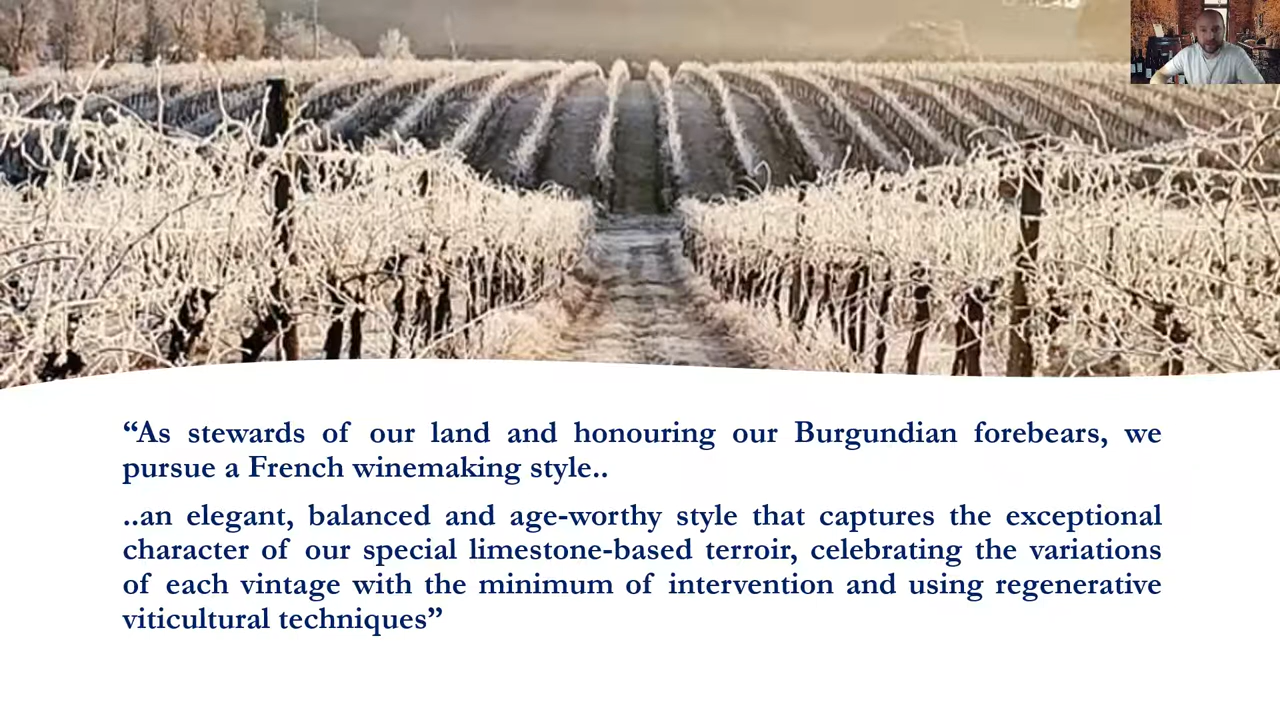 “As stewards of our land and honouring our Burgundian forebears, we
pursue a French winemaking style..
..an elegant, balanced and age-worthy style that captures the exceptional
character of our special limestone-based terroir, celebrating the variations
of each vintage with the minimum of intervention and using regenerative
viticultural techniques”